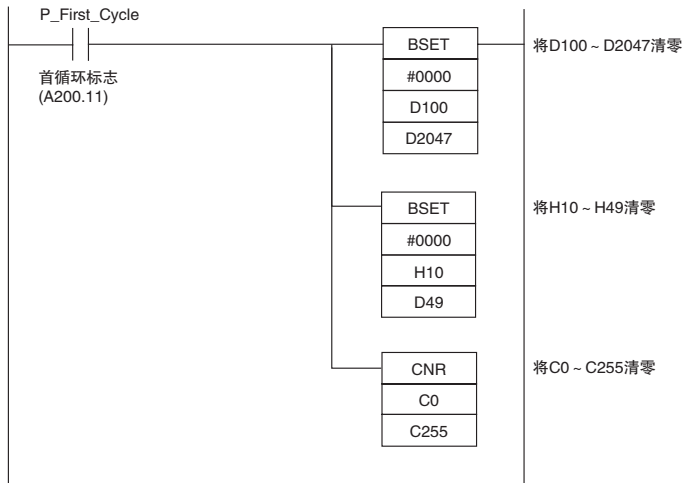 P_First_Cycle
首循环标志
(A200.11)
BSET
#0000
D100
D2047
将D100～D2047清零
BSET
#0000
H10
D49
将H10～H49清零
CNR
C0
C255
将C0～C255清零